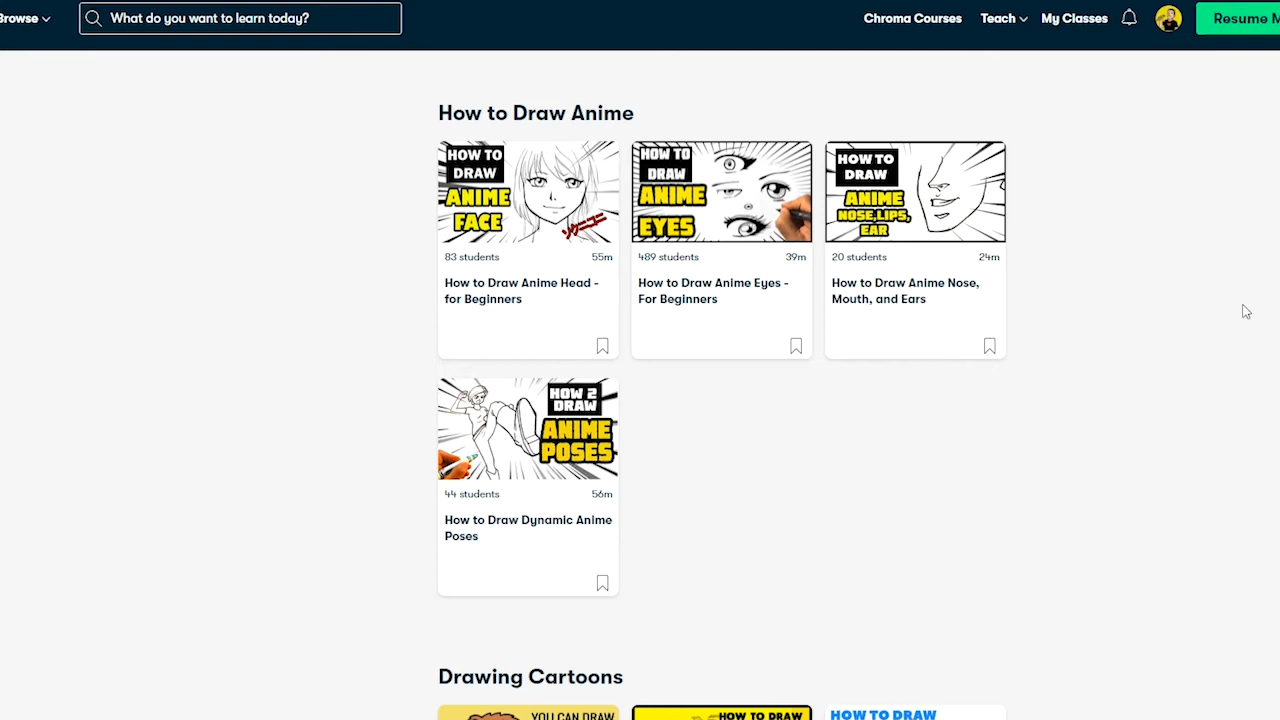 Browse
What do you want to learn today?
Chroma Courses
Teach
My Classes
Resume
How to Draw Anime
HOW TO
DRAW
ANIME
FACE
83 students 55m
How to Draw Anime Head -
for Beginners
HOW TO
DRAW
ANIME
EYES
489 students 39m
How to Draw Anime Eyes -
For Beginners
HOW TO
DRAW
ANIME
NOSE,LIPS,
EAR
20 students 24m
How to Draw Anime Nose,
Mouth, and Ears
HOW 2
DRAW
ANIME
POSES
44 students 56m
How to Draw Dynamic Anime
Poses
Drawing Cartoons
YOU CAN DRAW
HOW TO DRAW
HOW TO DRAW